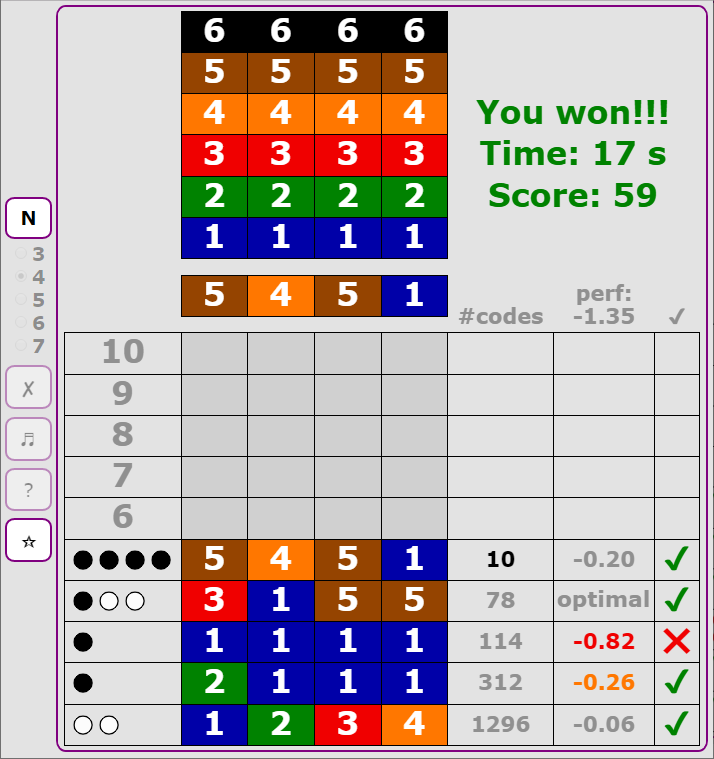 6 6 6 6
5 5 5 5
4 4 4 4
3 3 3 3
2 2 2 2
1 1 1 1
You won!!!
Time: 17 s
Score: 59
N
3
4
5
6
7
✗
♬
?
☆
5 4 5 1
#codes
perf:
-1.35
✓
10
9
8
7
6
5 4 5 1 10 -0.20 ✓
3 1 5 5 78 optimal ✓
1 1 1 1 114 -0.82 ✗
2 1 1 1 312 -0.26 ✓
1 2 3 4 1296 -0.06 ✓